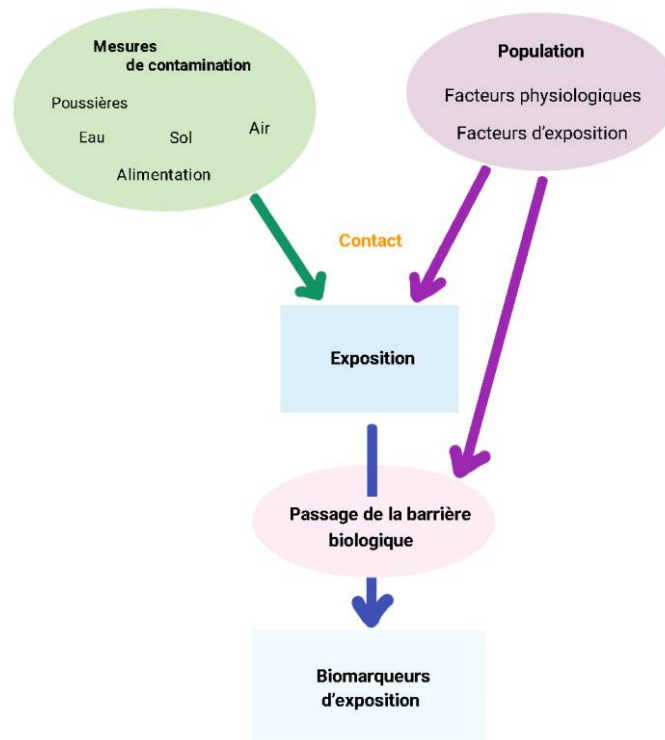 Mesures
de contamination
Poussières
Eau
Sol
Air
Alimentation
Population
Facteurs physiologiques
Facteurs d'exposition
Contact
Exposition
Passage de la barrière
biologique
Biomarqueurs
d'exposition